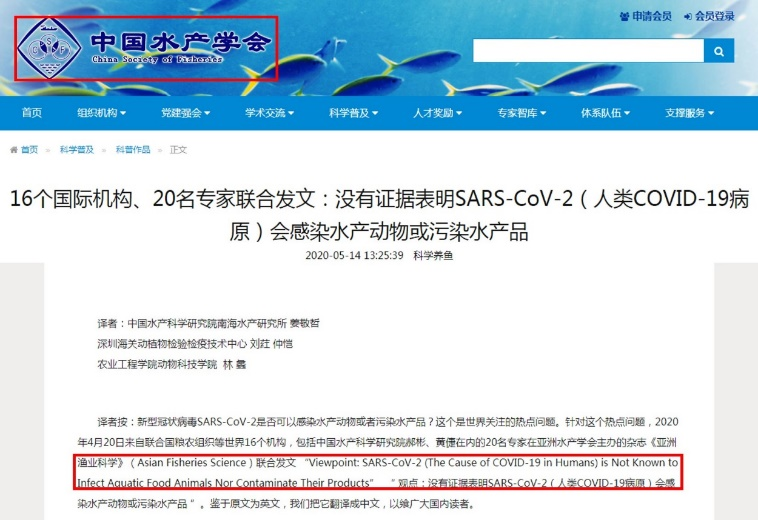 申请会员 会员登录
中国水产学会
China Society of Fisheries
首页 组织机构 党建强会 学术交流 科学普及 人才奖励 专家智库 体系队伍 支撑服务
首页 » 科学普及 » 科普作品 » 正文
16个国际机构、20名专家联合发文：没有证据表明SARS-CoV-2（人类COVID-19病
原）会感染水产动物或污染水产品
2020-05-14 13:25:39 科学养鱼
译者：中国水产科学研究院南海水产研究所 姜敬哲
深圳海关动植物检验检疫技术中心 刘荭 仲恺
农业工程学院动物科技学院 林蠡
译者按：新型冠状病毒SARS-CoV-2是否可以感染水产动物或者污染水产品？这个是世界关注的热点问题。针对这个热点问题，2020
年4月20日来自联合国粮农组织等世界16个机构，包括中国水产科学研究院郝彬、黄倢在内的20名专家在亚洲水产学会主办的杂志《亚洲
渔业科学》（Asian Fisheries Science）联合发文 “Viewpoint: SARS-CoV-2 (The Cause of COVID-19 in Humans) is Not Known to
Infect Aquatic Food Animals Nor Contaminate Their Products” “ 观点：没有证据表明SARS-CoV-2（人类COVID-19病原）会感
染水产动物或污染水产品 ”。鉴于原文为英文，我们把它翻译成中文，以飨广大国内读者。